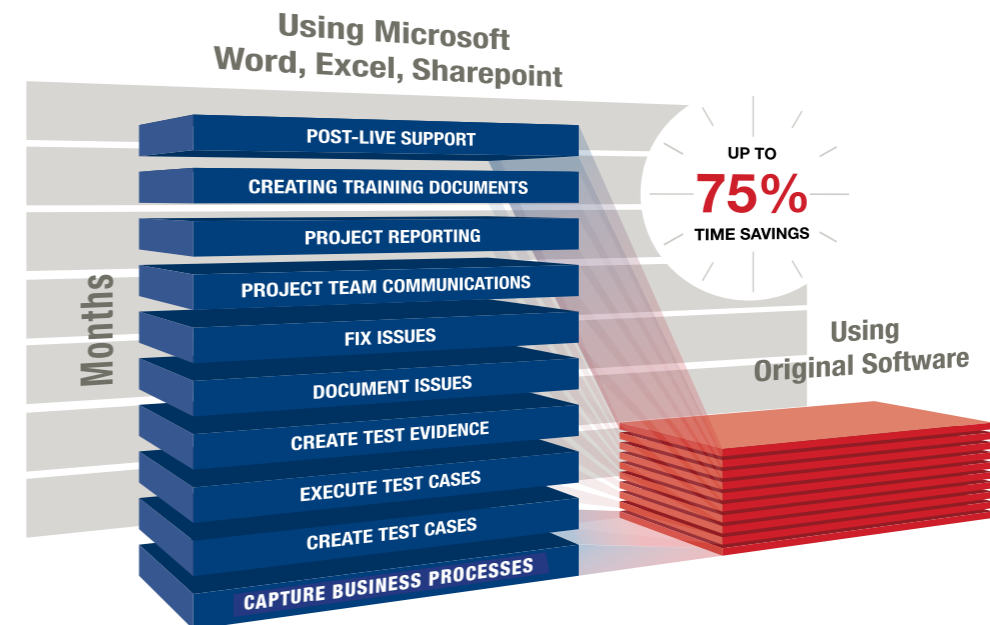 Using Microsoft
Word, Excel, Sharepoint
POST-LIVE SUPPORT
CREATING TRAINING DOCUMENTS
PROJECT REPORTING
PROJECT TEAM COMMUNICATIONS
FIX ISSUES
DOCUMENT ISSUES
CREATE TEST EVIDENCE
EXECUTE TEST CASES
CREATE TEST CASES
CAPTURE BUSINESS PROCESSES
Months
UP TO
75%
TIME SAVINGS
Using
Original Software